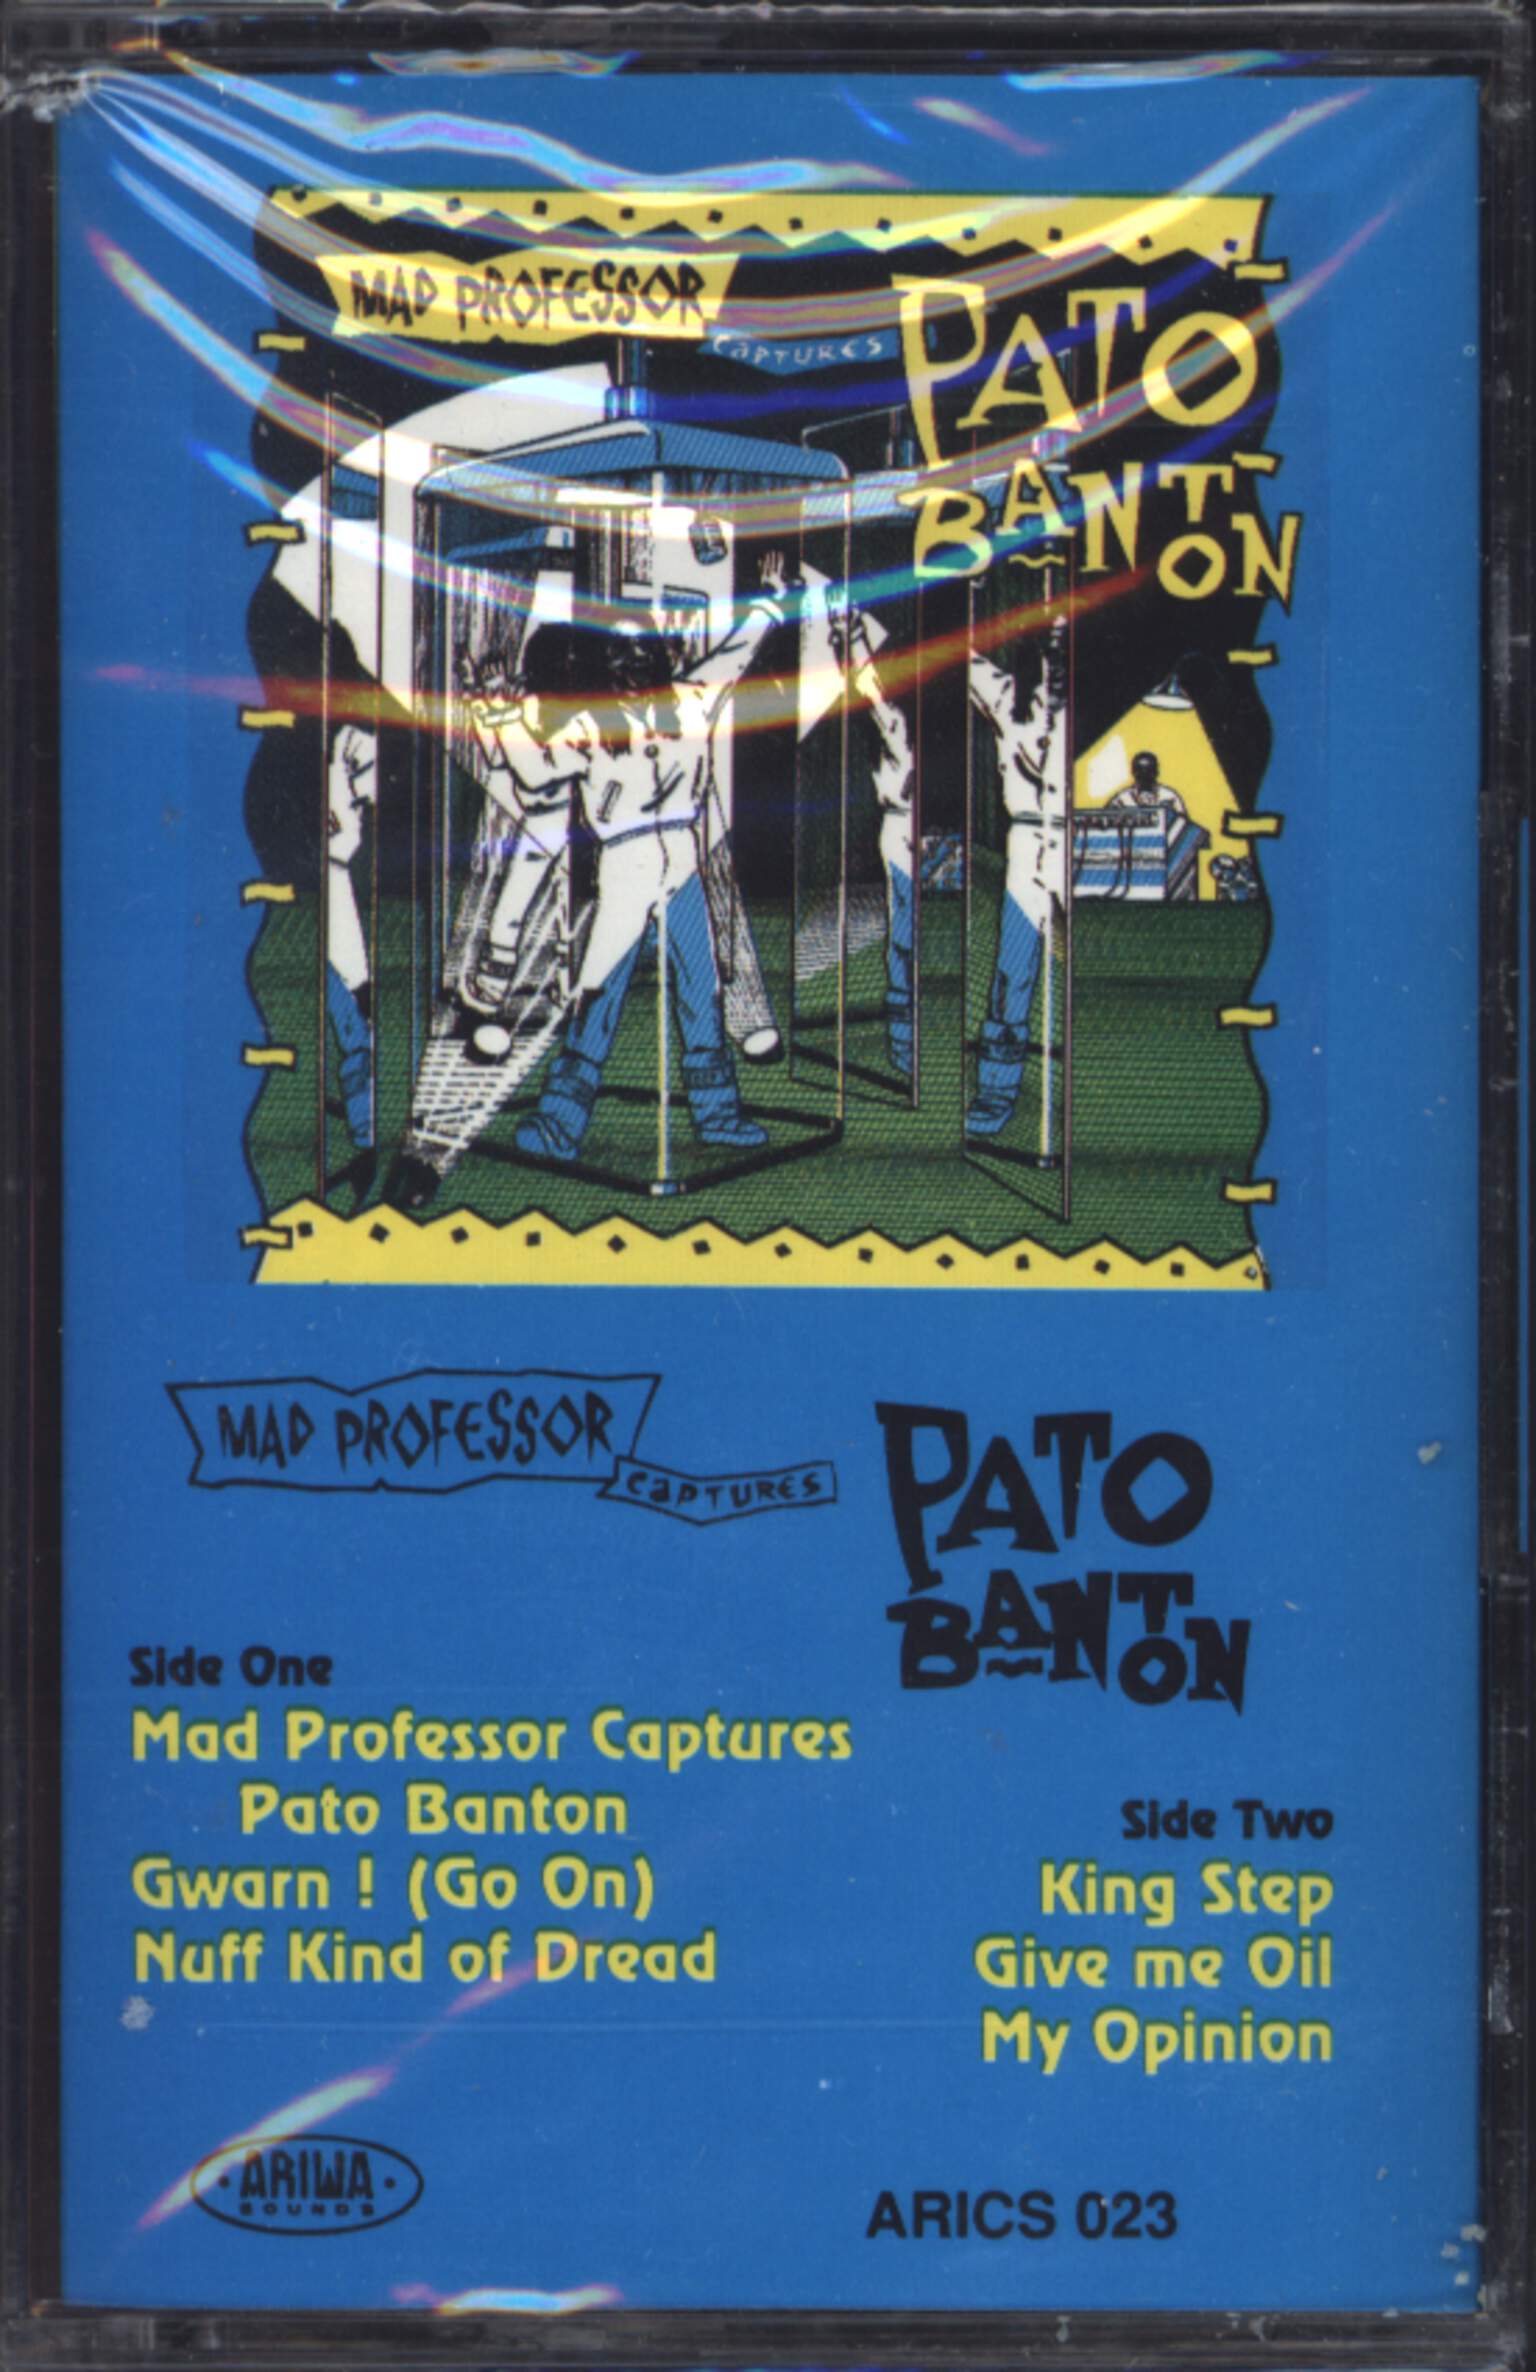 MAD PROFESSOR
CAPTURES
PATO
BANTON
MAD PROFESSOR
CAPTURES
PATO
BANTON
Side One
Mad Professor Captures
Pato Banton
Gwarn ! (Go On)
Nuff Kind of Dread
Side Two
King Step
Give me Oil
My Opinion
·ARIWA·
SOUNDS
ARICS 023